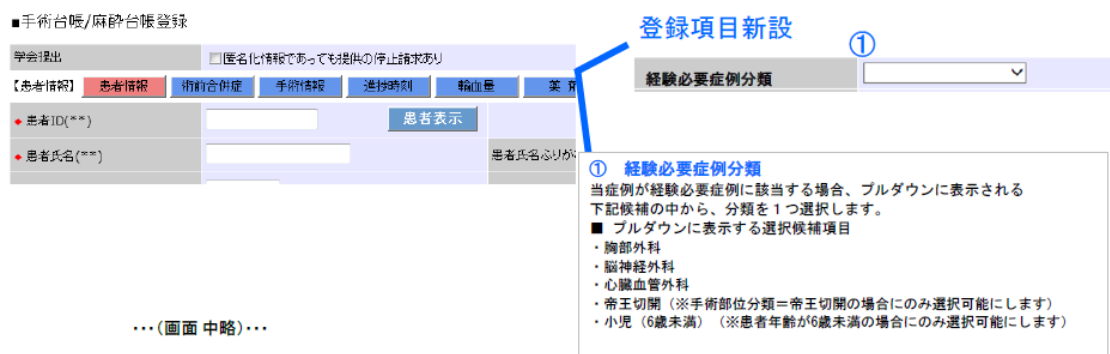 ■手術台帳/麻酔台帳登録
学会提出
匿名化情報であっても提供の停止請求あり
【患者情報】 患者情報 術前合併症 手術情報 進捗時刻 輸血量 薬剤
◆ 患者ID(**)
患者表示
◆ 患者氏名(**)
患者氏名ふりが
・・・(画面 中略)・・・
登録項目新設
①
経験必要症例分類
① 経験必要症例分類
当症例が経験必要症例に該当する場合、プルダウンに表示される
下記候補の中から、分類を１つ選択します。
■ プルダウンに表示する選択候補項目
・胸部外科
・脳神経外科
・心臓血管外科
・帝王切開（※手術部位分類＝帝王切開の場合にのみ選択可能にします）
・小児（6歳未満）（※患者年齢が6歳未満の場合にのみ選択可能にします）